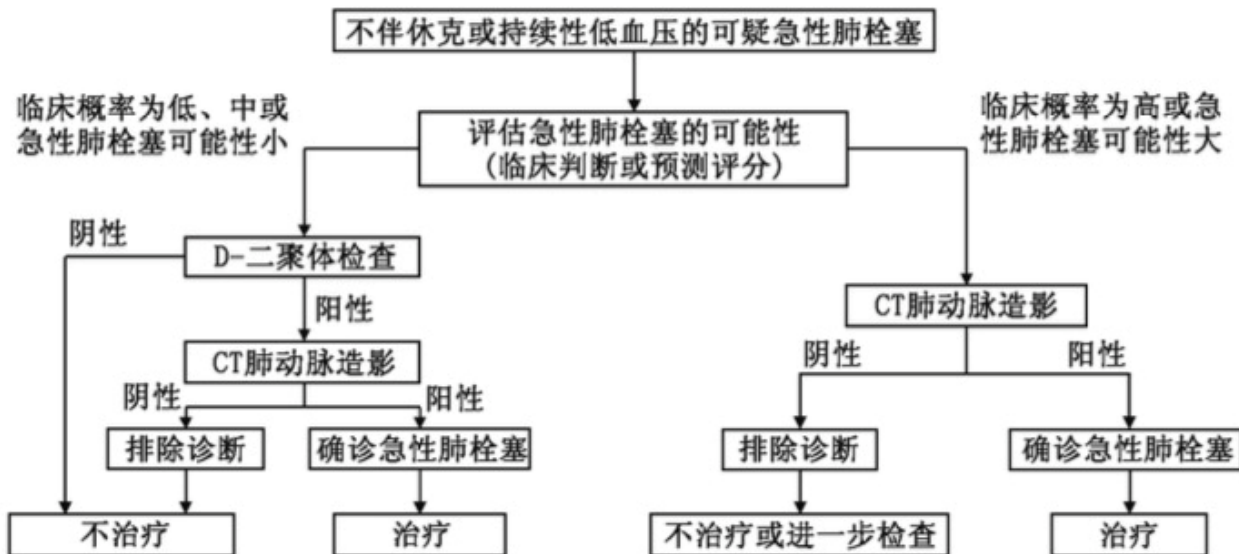 不伴休克或持续性低血压的可疑急性肺栓塞
临床概率为低、中或
急性肺栓塞可能性小
评估急性肺栓塞的可能性
(临床判断或预测评分)
临床概率为高或急
性肺栓塞可能性大
阴性
D-二聚体检查
阳性
CT肺动脉造影
阴性
阳性
排除诊断
确诊急性肺栓塞
不治疗
治疗
CT肺动脉造影
阴性
阳性
排除诊断
确诊急性肺栓塞
不治疗或进一步检查
治疗